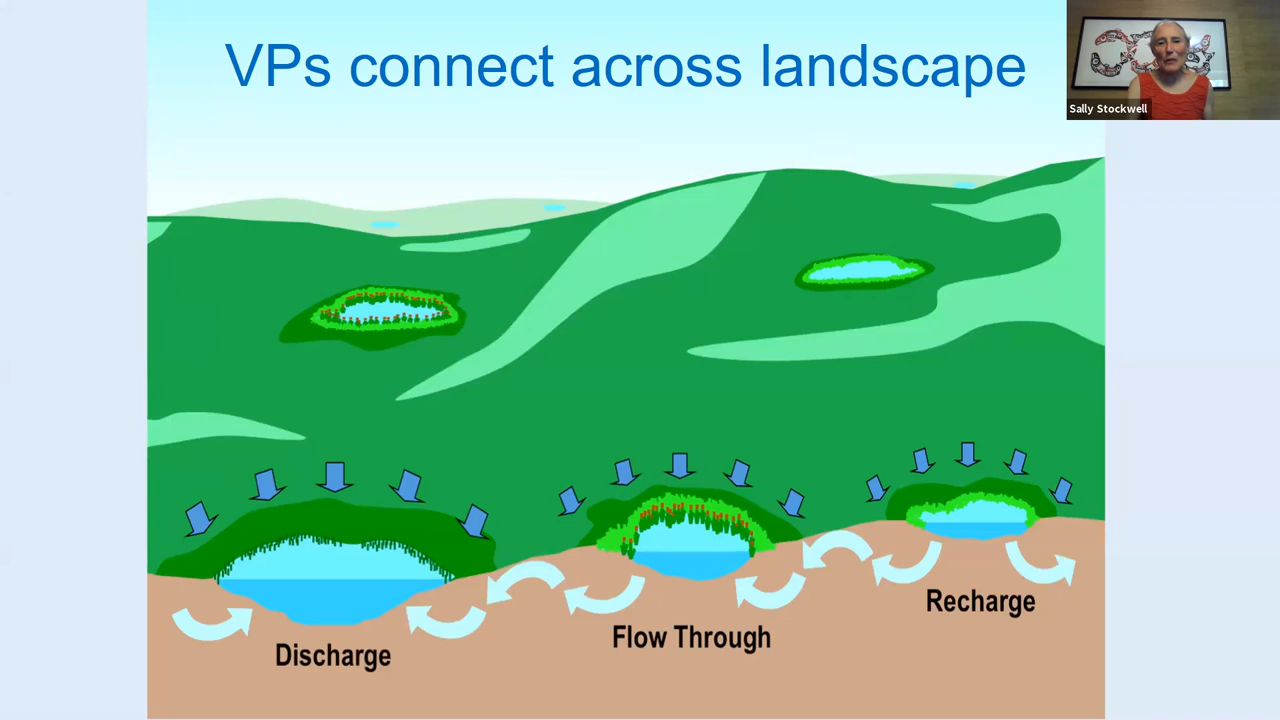 VPs connect across landscape
Sally Stockwell
Recharge
Flow Through
Discharge